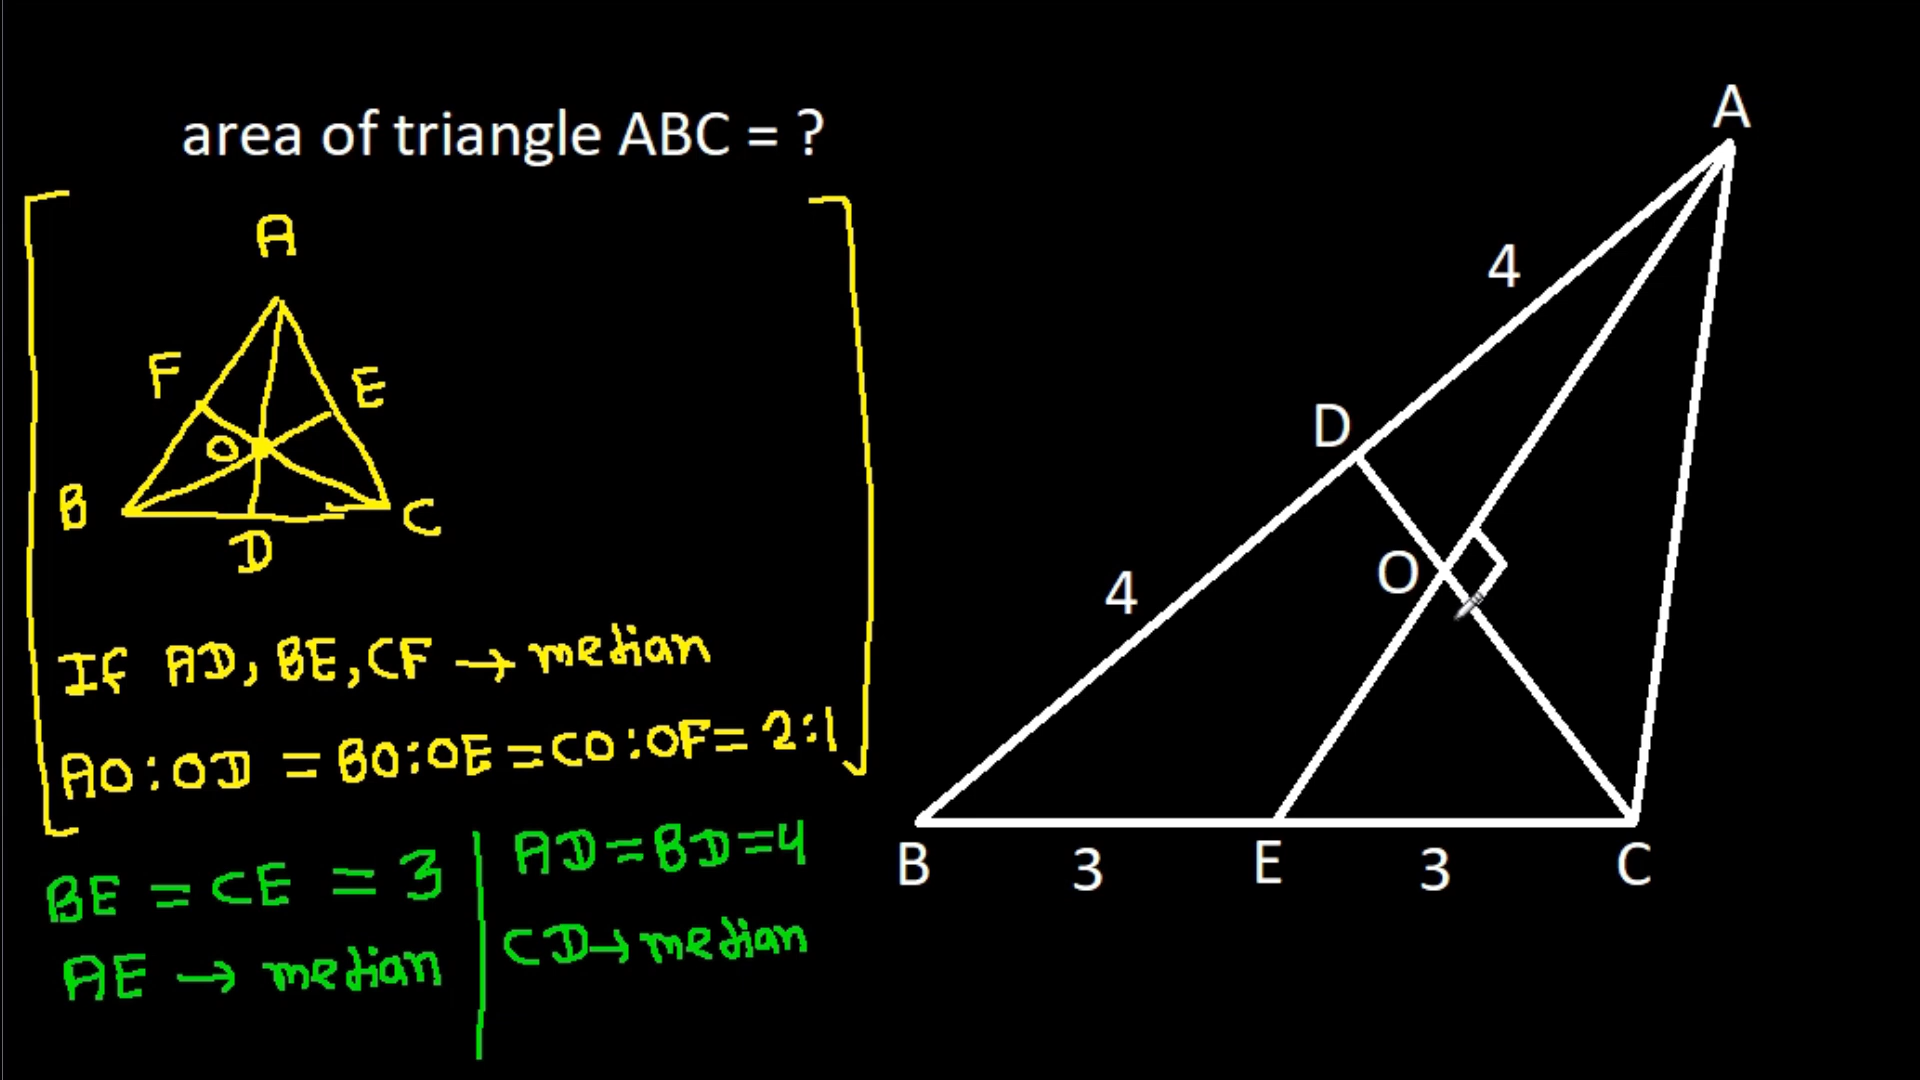 area of triangle ABC = ?
A
F
E
O
B
C
D
If AD, BE, CF → median
AO:OD = BO:OE = CO:OF = 2:1
BE = CE = 3
AE → median
AD = BD = 4
CD → median
A
4
D
O
4
B
3
E
3
C